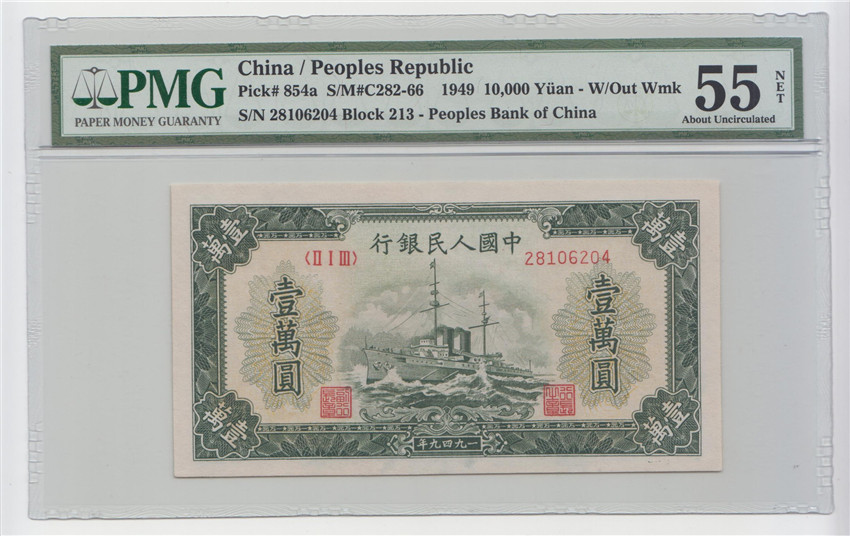 PMG
PAPER MONEY GUARANTY
China / Peoples Republic
Pick# 854a S/M#C282-66 1949 10,000 Yüan - W/Out Wmk
S/N 28106204 Block 213 - Peoples Bank of China
55
NET
About Uncirculated
壹萬
壹萬
行銀民人國中
〈II I III〉
28106204
壹萬圓
壹萬圓
壹萬
壹萬
年九四九一